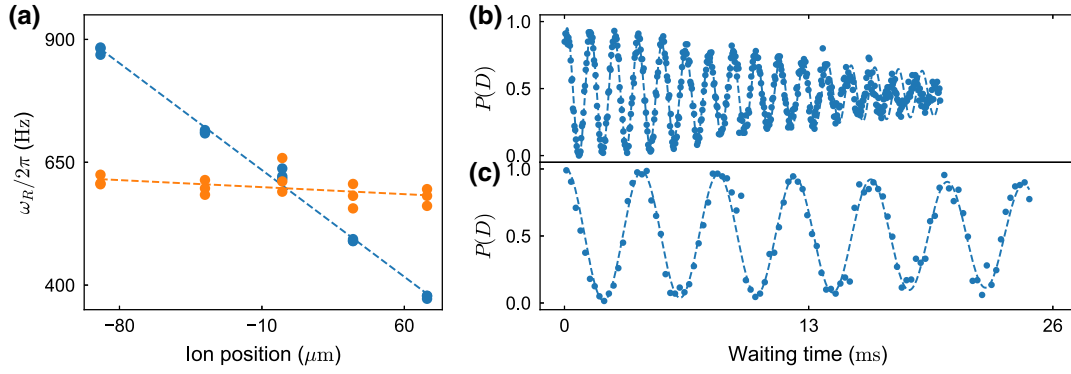 (a)
900
650
400
ω_R/2π (Hz)
−80
−10
60
Ion position (μm)
(b)
1.0
0.5
0.0
P(D)
(c)
1.0
0.5
0.0
P(D)
0
13
26
Waiting time (ms)